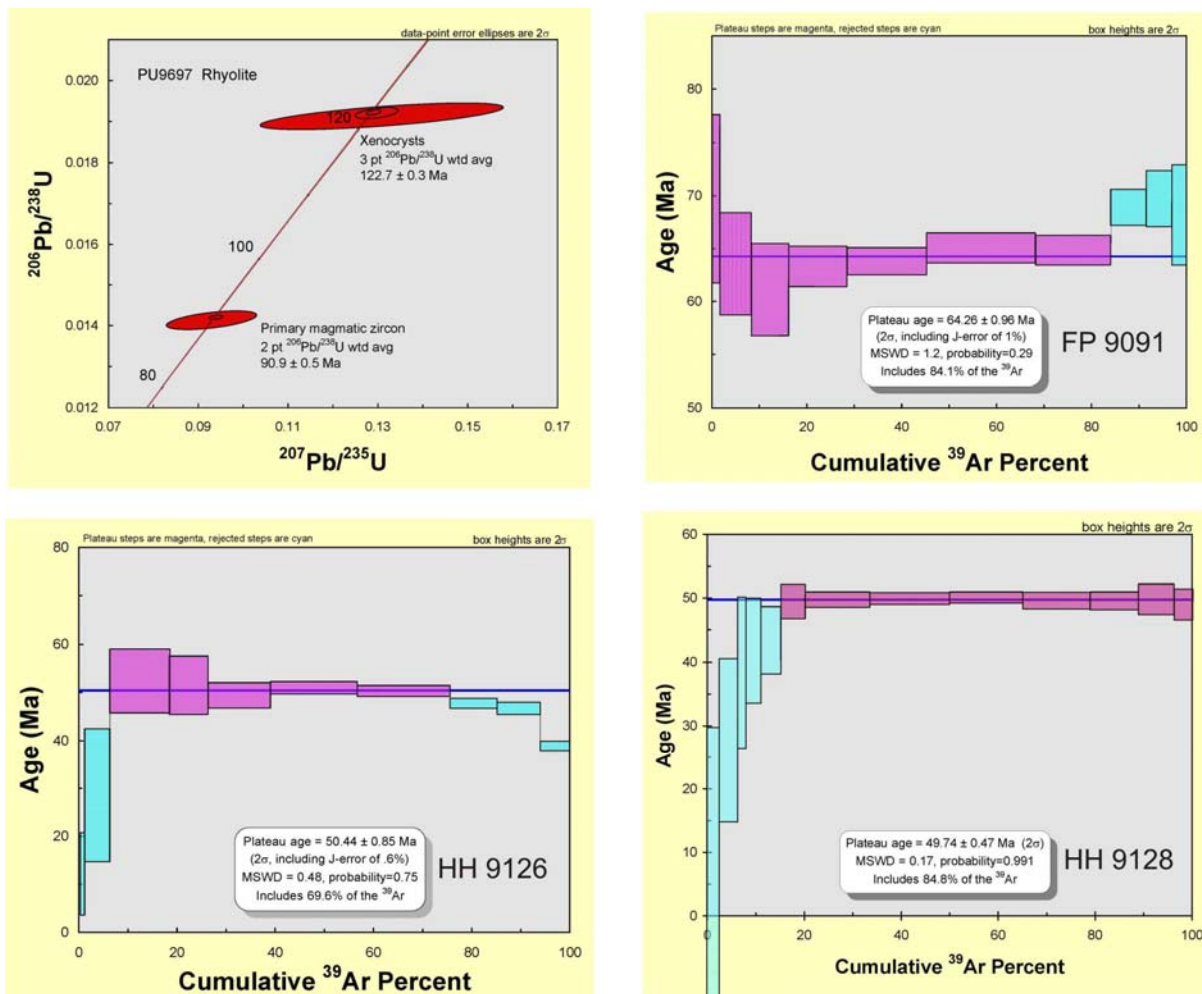 data-point error ellipses are 2σ
PU9697 Rhyolite
0.020
0.018
0.016
0.014
0.012
²⁰⁶Pb/²³⁸U
120
100
80
Xenocrysts
3 pt ²⁰⁶Pb/²³⁸U wtd avg
122.7 ± 0.3 Ma
Primary magmatic zircon
2 pt ²⁰⁶Pb/²³⁸U wtd avg
90.9 ± 0.5 Ma
0.07 0.09 0.11 0.13 0.15 0.17
²⁰⁷Pb/²³⁵U
Plateau steps are magenta, rejected steps are cyan box heights are 2σ
80
70
60
50
Age (Ma)
Plateau age = 64.26 ± 0.96 Ma
(2σ, including J-error of 1%)
MSWD = 1.2, probability=0.29
Includes 84.1% of the ³⁹Ar
FP 9091
0 20 40 60 80 100
Cumulative ³⁹Ar Percent
Plateau steps are magenta, rejected steps are cyan box heights are 2σ
80
60
40
20
0
Age (Ma)
Plateau age = 50.44 ± 0.85 Ma
(2σ, including J-error of .6%)
MSWD = 0.48, probability=0.75
Includes 69.6% of the ³⁹Ar
HH 9126
0 20 40 60 80 100
Cumulative ³⁹Ar Percent
box heights are 2σ
60
50
40
30
20
10
0
Age (Ma)
Plateau age = 49.74 ± 0.47 Ma (2σ)
MSWD = 0.17, probability=0.991
Includes 84.8% of the ³⁹Ar
HH 9128
0 20 40 60 80 100
Cumulative ³⁹Ar Percent